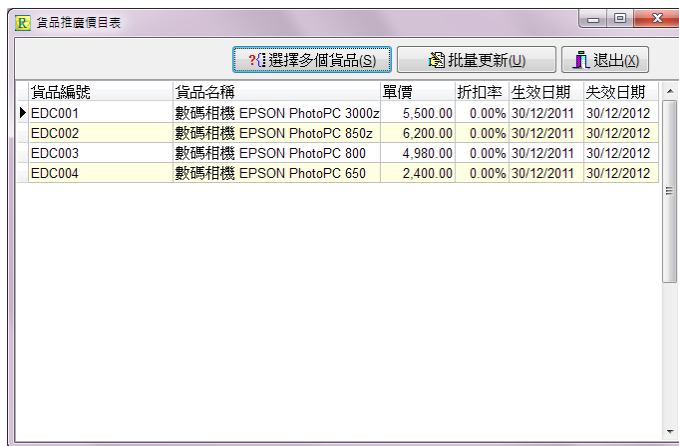 R 貨品推廣價目表
?{} 選擇多個貨品(S) 批量更新(U) 退出(X)
貨品編號 貨品名稱 單價 折扣率 生效日期 失效日期
EDC001 數碼相機 EPSON PhotoPC 3000z 5,500.00 0.00% 30/12/2011 30/12/2012
EDC002 數碼相機 EPSON PhotoPC 850z 6,200.00 0.00% 30/12/2011 30/12/2012
EDC003 數碼相機 EPSON PhotoPC 800 4,980.00 0.00% 30/12/2011 30/12/2012
EDC004 數碼相機 EPSON PhotoPC 650 2,400.00 0.00% 30/12/2011 30/12/2012